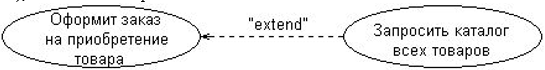 Оформит заказ
на приобретение
товара
"extend"
Запросить каталог
всех товаров